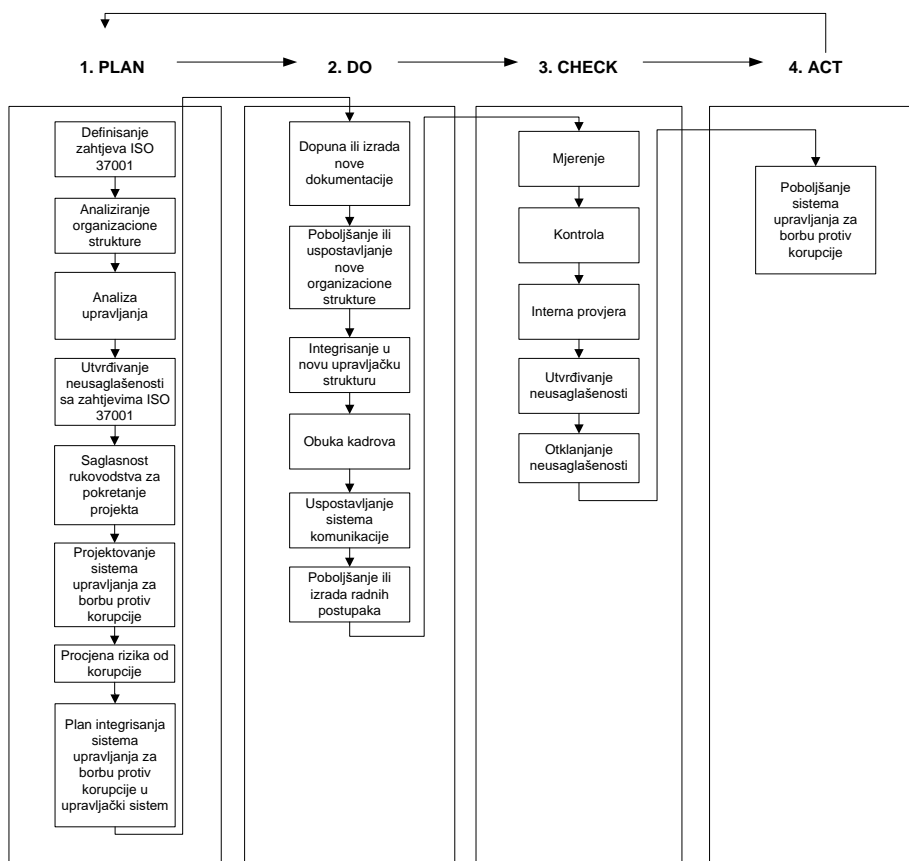 1. PLAN
2. DO
3. CHECK
4. ACT
Definisanje
zahtjeva ISO
37001
Analiziranje
organizacione
strukture
Analiza
upravljanja
Utvrđivanje
neusaglašenosti
sa zahtjevima ISO
37001
Saglasnost
rukovodstva za
pokretanje
projekta
Projektovanje
sistema
upravljanja za
borbu protiv
korupcije
Procjena rizika od
korupcije
Plan integrisanja
sistema
upravljanja za
borbu protiv
korupcije u
upravljački sistem
Dopuna ili izrada
nove
dokumentacije
Poboljšanje ili
uspostavljanje
nove
organizacione
strukture
Integrisanje u
novu upravljačku
strukturu
Obuka kadrova
Uspostavljanje
sistema
komunikacije
Poboljšanje ili
izrada radnih
postupaka
Mjerenje
Kontrola
Interna provjera
Utvrđivanje
neusaglašenosti
Otklanjanje
neusaglašenosti
Poboljšanje
sistema
upravljanja za
borbu protiv
korupcije